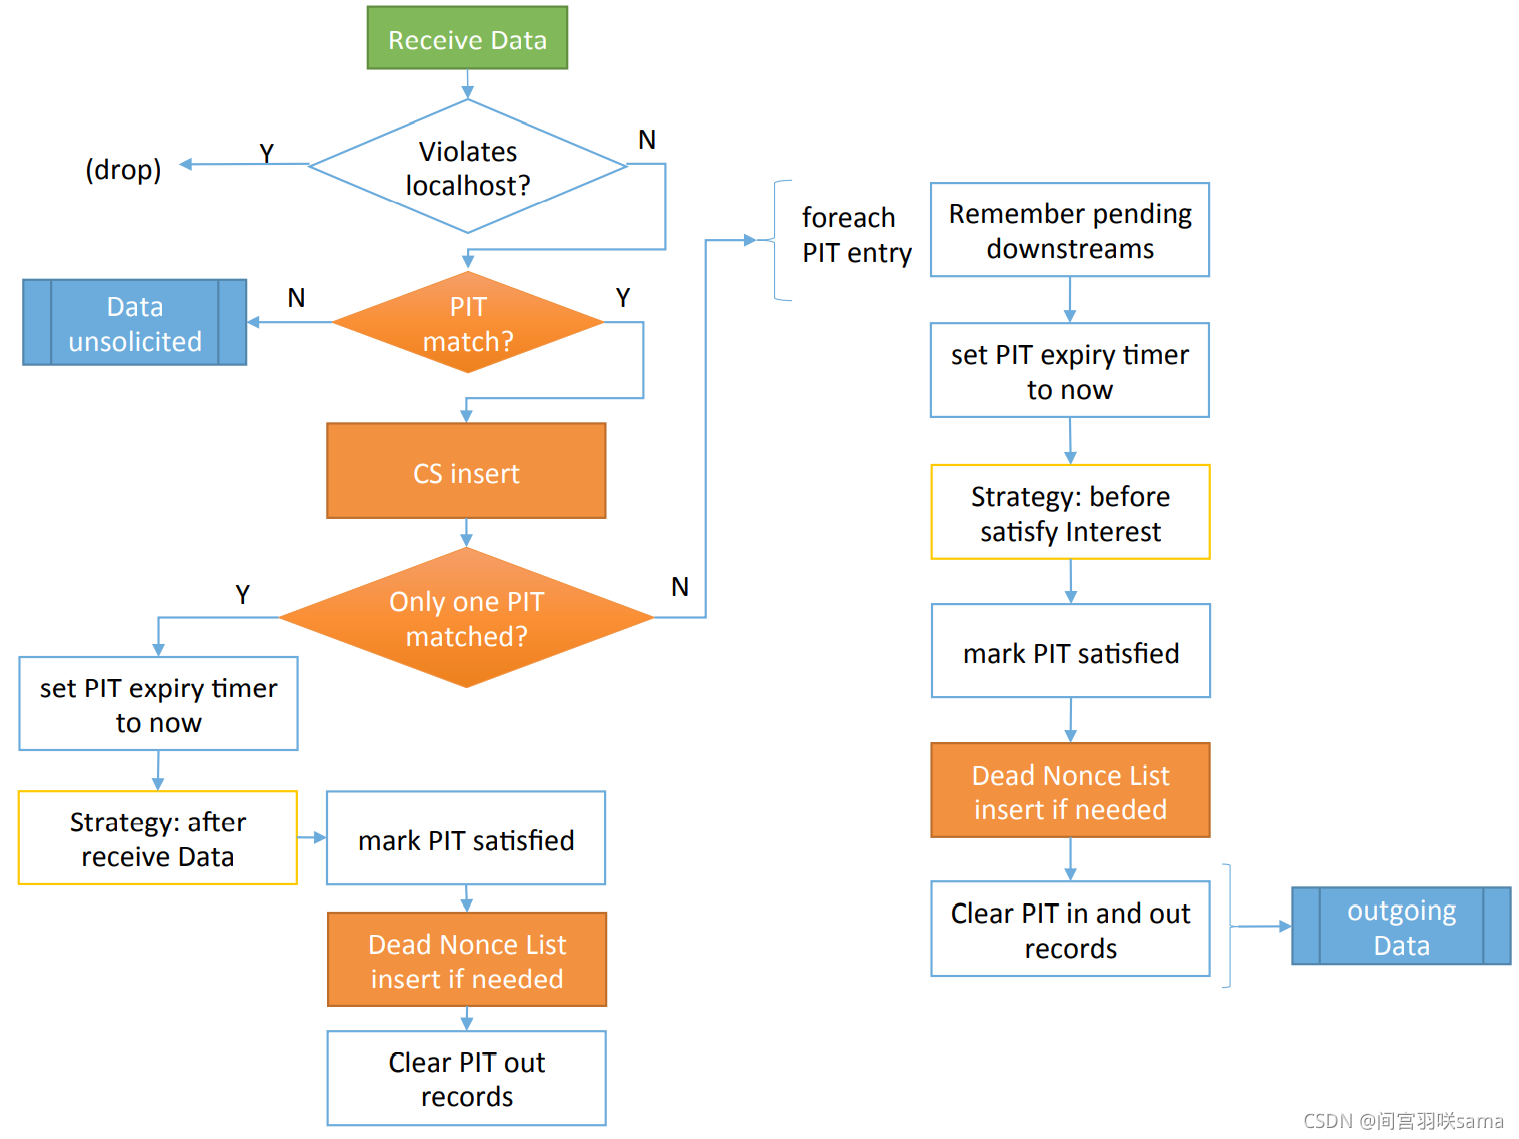 Receive Data
Violates
localhost?
Y
N
(drop)
PIT
match?
N
Y
Data
unsolicited
CS insert
Only one PIT
matched?
Y
N
set PIT expiry timer
to now
Strategy: after
receive Data
mark PIT satisfied
Dead Nonce List
insert if needed
Clear PIT out
records
foreach
PIT entry
Remember pending
downstreams
set PIT expiry timer
to now
Strategy: before
satisfy Interest
mark PIT satisfied
Dead Nonce List
insert if needed
Clear PIT in and out
records
outgoing
Data
CSDN @间宫羽咲sama